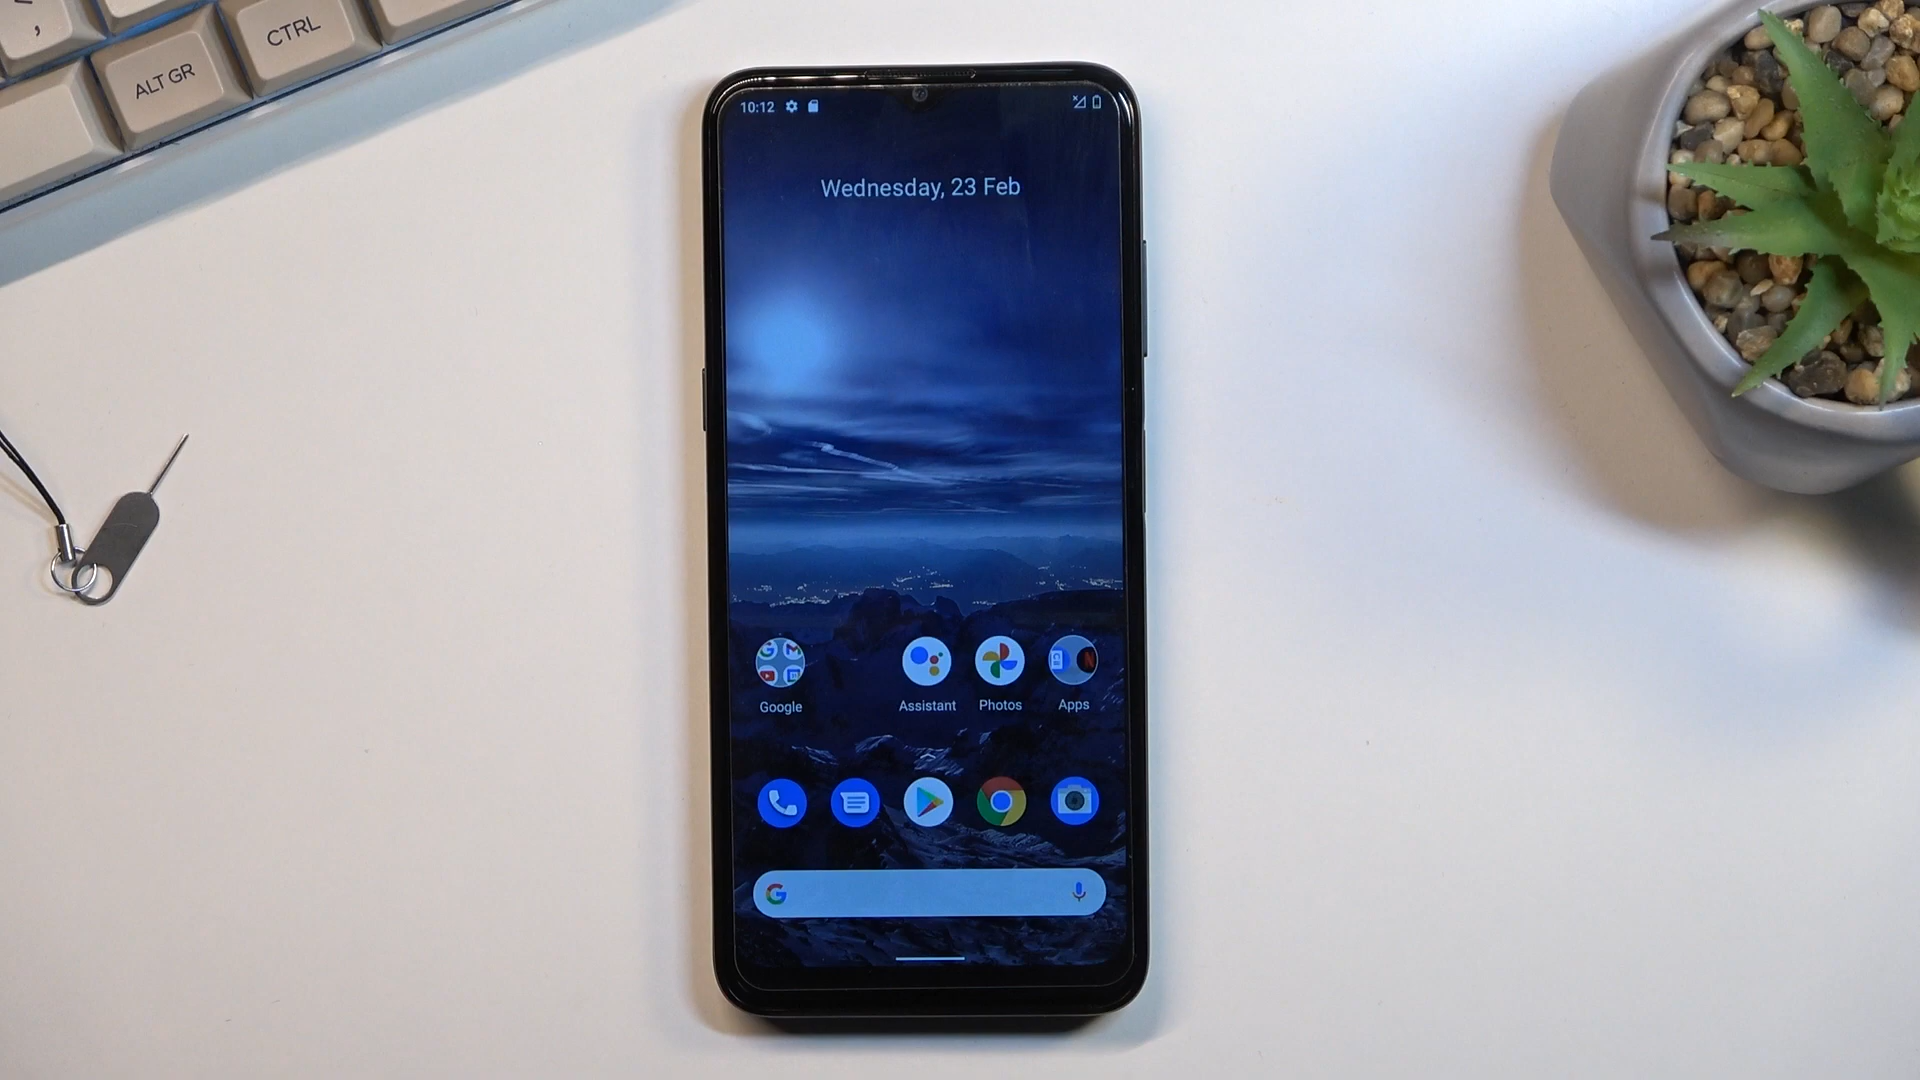 CTRL
ALT GR
10:12
Wednesday, 23 Feb
Google
Assistant
Photos
Apps